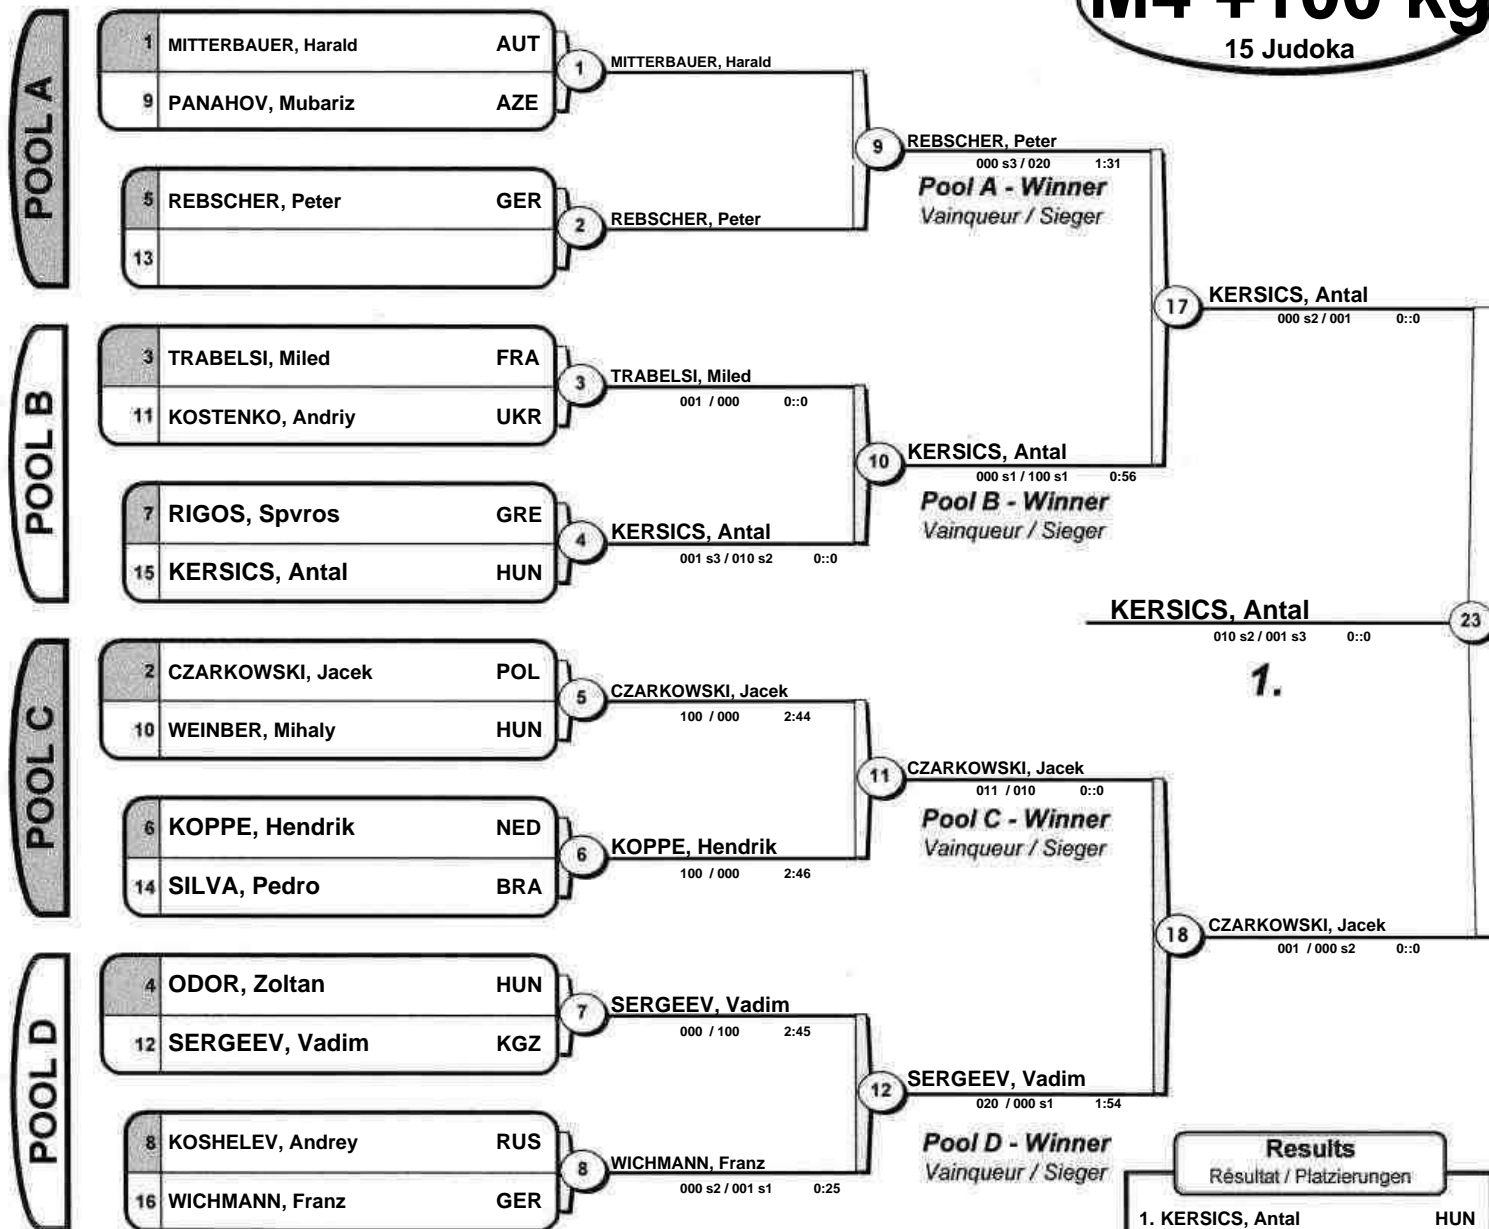 M4 +100 kg
15 Judoka
POOL A
1 MITTERBAUER, Harald AUT
9 PANAHOV, Mubariz AZE
1 MITTERBAUER, Harald
5 REBSCHER, Peter GER
13
2 REBSCHER, Peter
9 REBSCHER, Peter
000 s3 / 020 1:31
Pool A - Winner
Vainqueur / Sieger
POOL B
3 TRABELSI, Miled FRA
11 KOSTENKO, Andriy UKR
3 TRABELSI, Miled
001 / 000 0::0
7 RIGOS, Spvros GRE
15 KERSICS, Antal HUN
4 KERSICS, Antal
001 s3 / 010 s2 0::0
10 KERSICS, Antal
000 s1 / 100 s1 0:56
Pool B - Winner
Vainqueur / Sieger
17 KERSICS, Antal
000 s2 / 001 0::0
KERSICS, Antal 23
010 s2 / 001 s3 0::0
1.
POOL C
2 CZARKOWSKI, Jacek POL
10 WEINBER, Mihaly HUN
5 CZARKOWSKI, Jacek
100 / 000 2:44
6 KOPPE, Hendrik NED
14 SILVA, Pedro BRA
6 KOPPE, Hendrik
100 / 000 2:46
11 CZARKOWSKI, Jacek
011 / 010 0::0
Pool C - Winner
Vainqueur / Sieger
18 CZARKOWSKI, Jacek
001 / 000 s2 0::0
POOL D
4 ODOR, Zoltan HUN
12 SERGEEV, Vadim KGZ
7 SERGEEV, Vadim
000 / 100 2:45
8 KOSHELEV, Andrey RUS
16 WICHMANN, Franz GER
8 WICHMANN, Franz
000 s2 / 001 s1 0:25
12 SERGEEV, Vadim
020 / 000 s1 1:54
Pool D - Winner
Vainqueur / Sieger
Results
Résultat / Platzierungen
1. KERSICS, Antal HUN